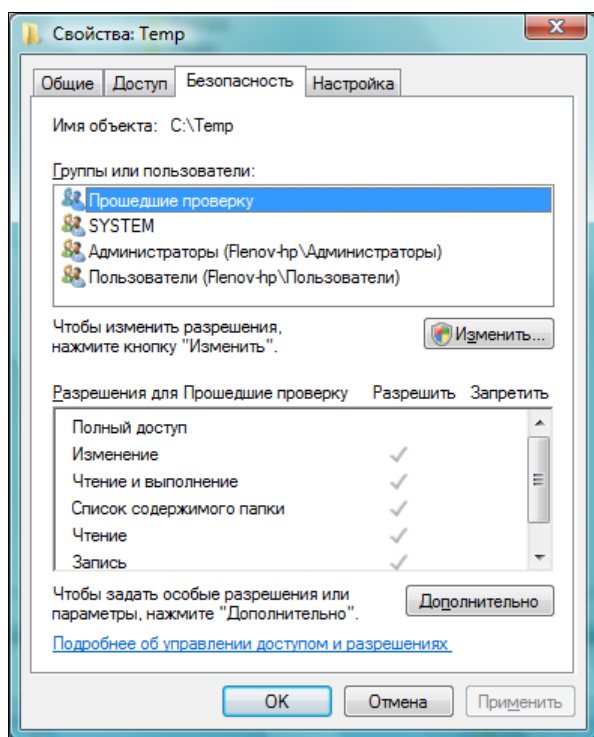 Свойства: Temp
Общие Доступ Безопасность Настройка
Имя объекта: C:\Temp
Группы или пользователи:
Прошедшие проверку
SYSTEM
Администраторы (Flenov-hp\Администраторы)
Пользователи (Flenov-hp\Пользователи)
Чтобы изменить разрешения,
нажмите кнопку "Изменить".
Изменить...
Разрешения для Прошедшие проверку Разрешить Запретить
Полный доступ
Изменение
Чтение и выполнение
Список содержимого папки
Чтение
Запись
Чтобы задать особые разрешения или
параметры, нажмите "Дополнительно".
Дополнительно
Подробнее об управлении доступом и разрешениях
OK Отмена Применить